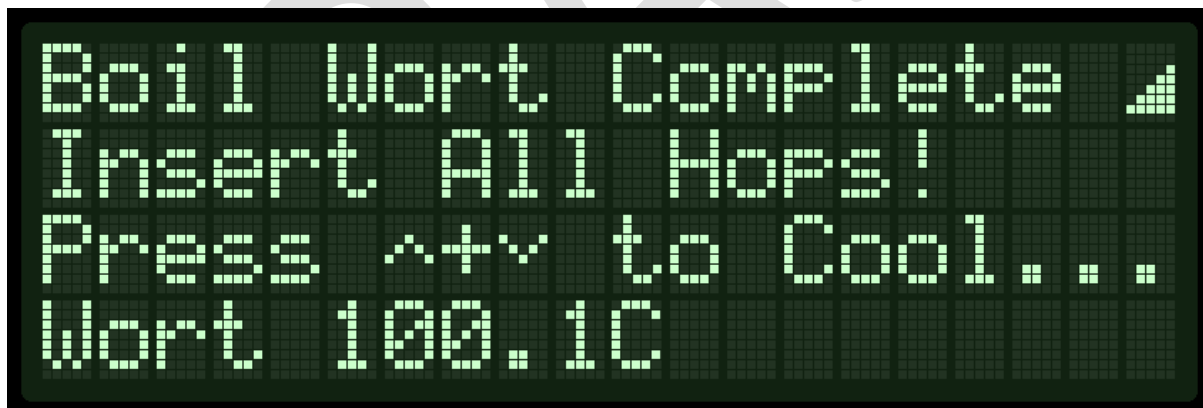 Boil Wort Complete
Insert All Hops!
Press ^+˅ to Cool...
Wort 100.1C